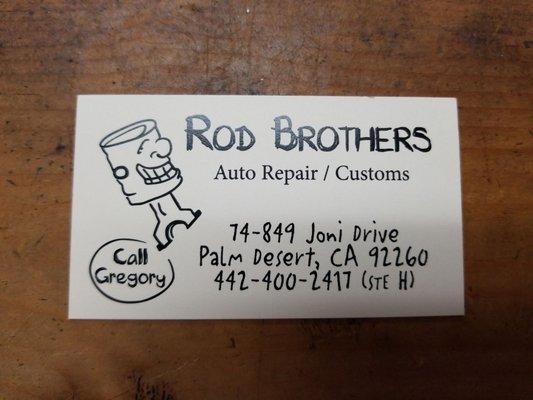 Rod Brothers
Auto Repair / Customs
74-849 Joni Drive
Palm Desert, CA 92260
442-400-2417 (STE H)
Call
Gregory